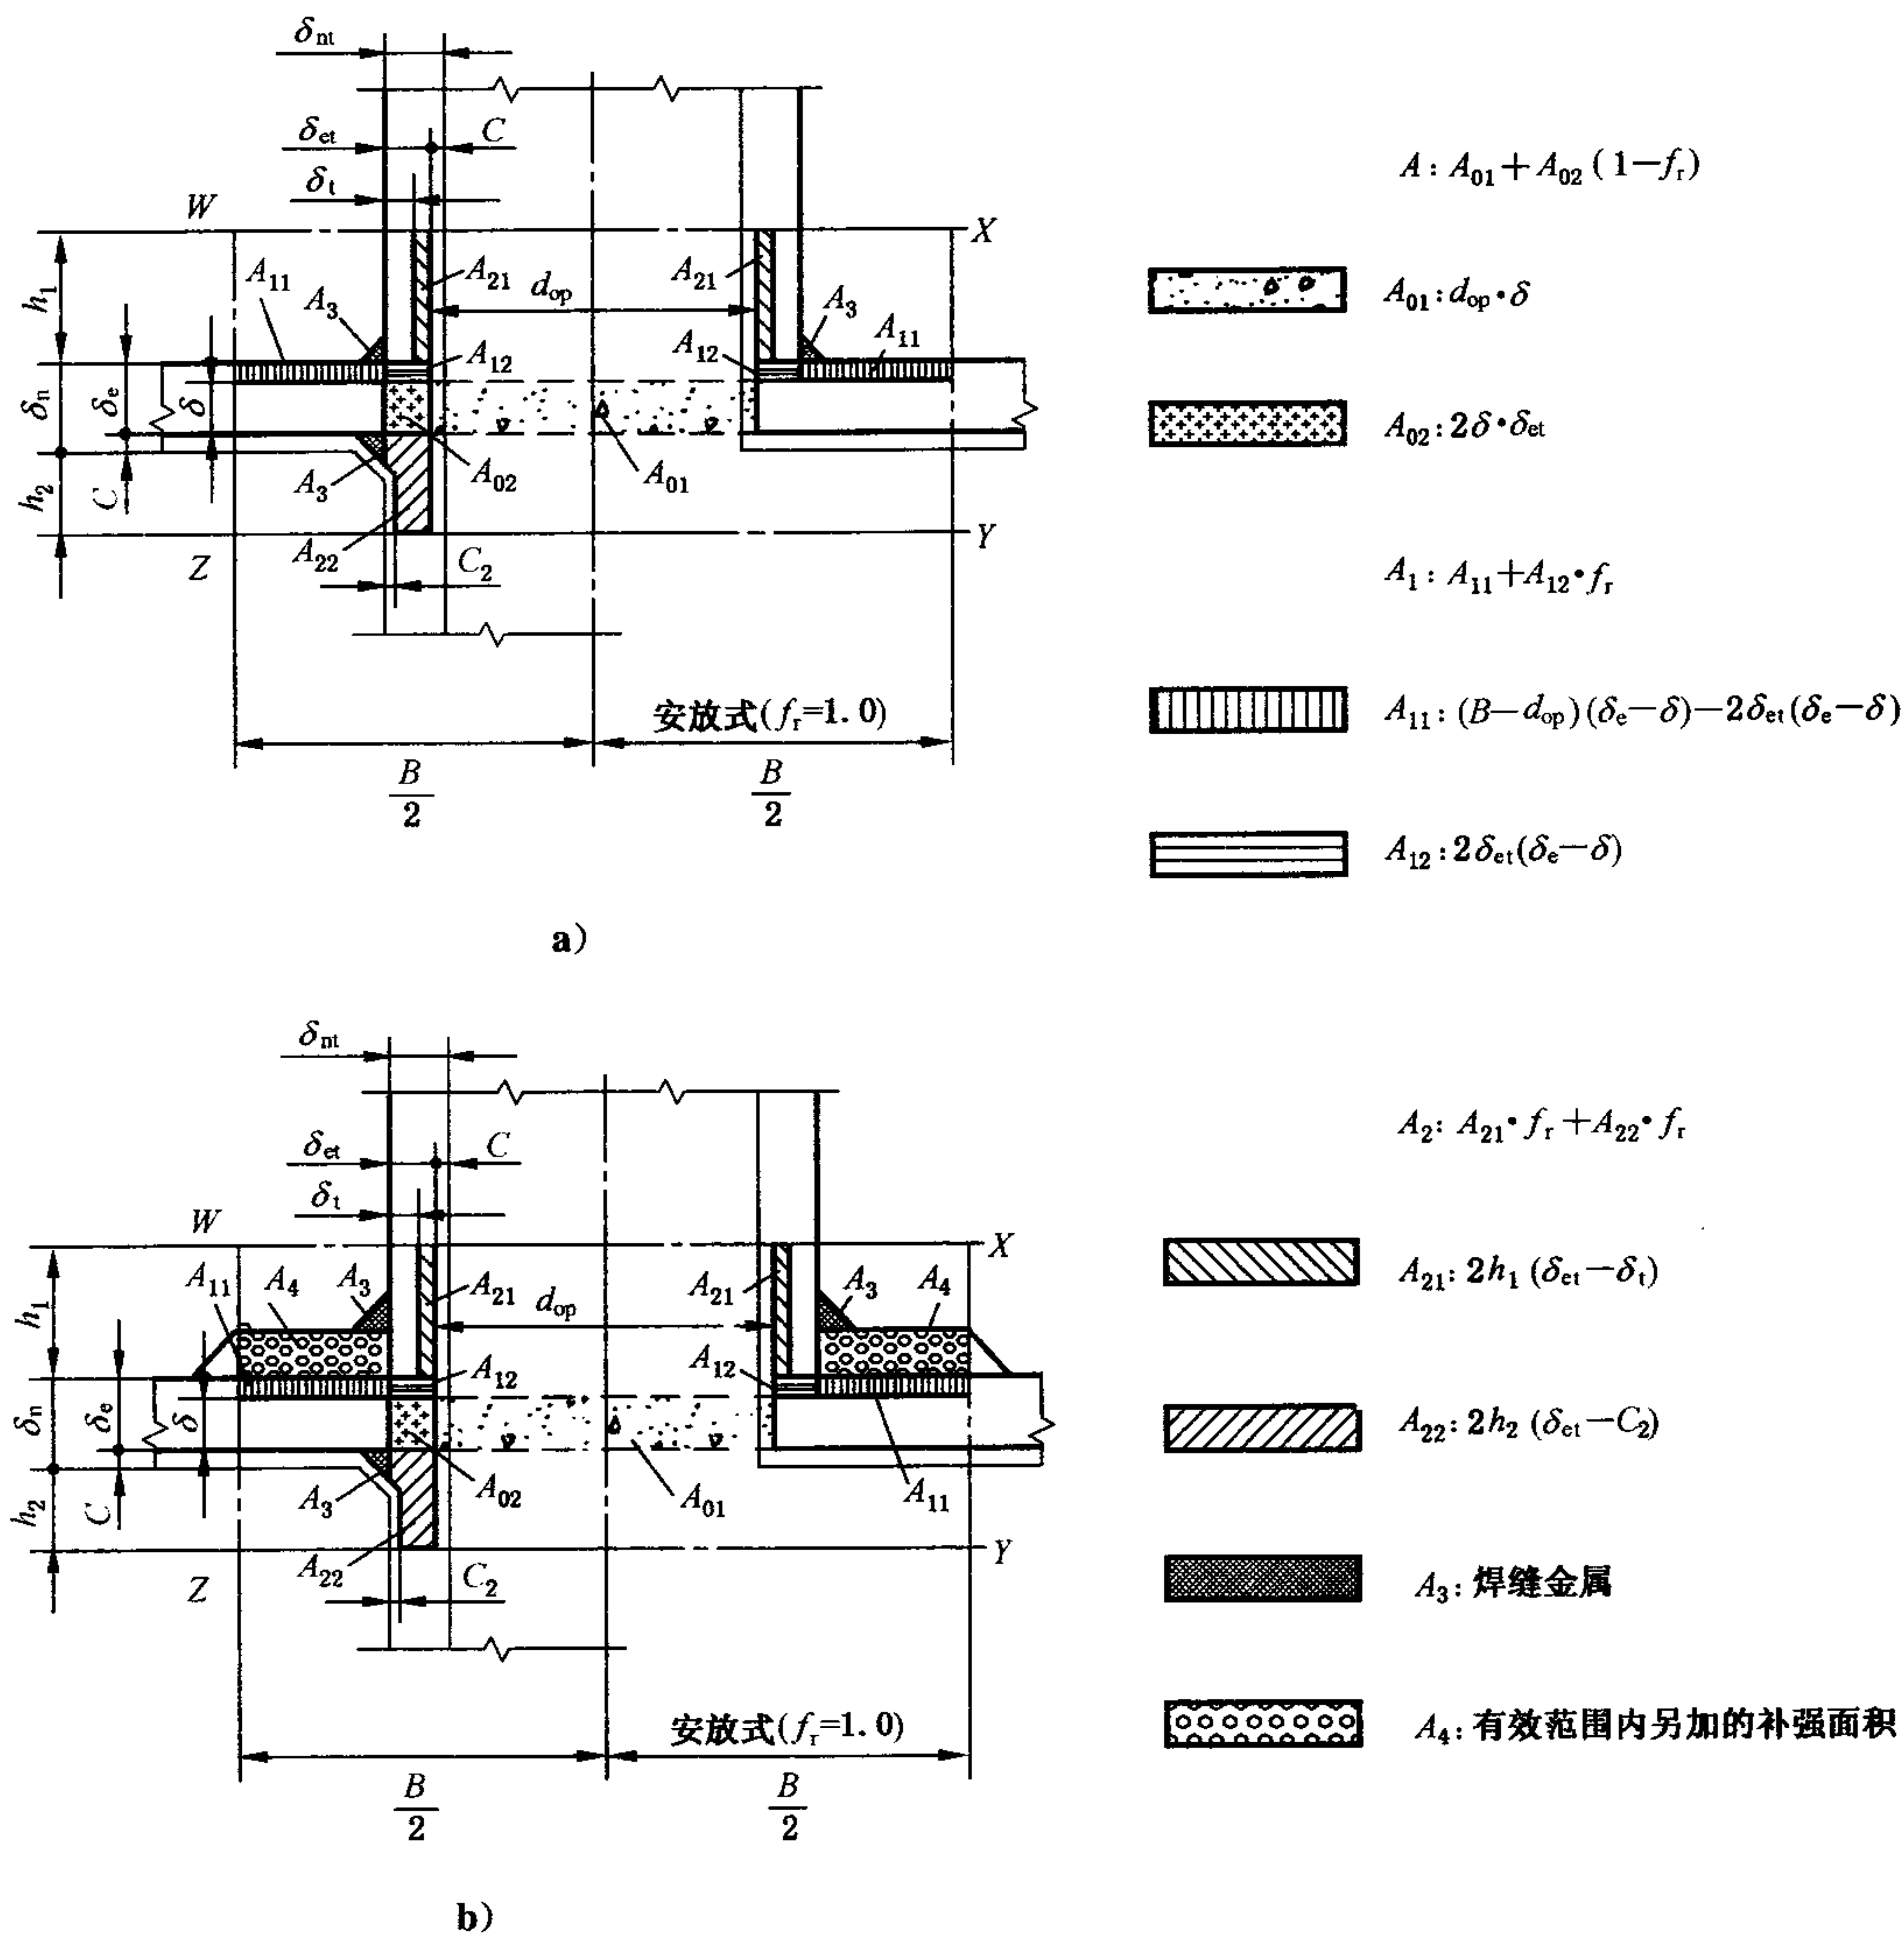 δnt
δet C
δt
W X
A11 A3 A21 dop A21 A3 A11
h1
A12 A12
δn δe δ
h2 C A3 A02 A01
Y
Z A22 C2
安放式(fr=1.0)
B/2 B/2
a)
A: A01+A02(1-fr)
A01: dop•δ
A02: 2δ•δet
A1: A11+A12•fr
A11: (B-dop)(δe-δ)-2δet(δe-δ)
A12: 2δet(δe-δ)
δnt
δet C
δt
W X
A11 A4 A3 A21 dop A21 A3 A4
h1
A12 A12
δn δe δ
h2 C A3 A02 A01 A11
Y
Z A22 C2
安放式(fr=1.0)
B/2 B/2
b)
A2: A21•fr+A22•fr
A21: 2h1(δet-δt)
A22: 2h2(δet-C2)
A3: 焊缝金属
A4: 有效范围内另加的补强面积